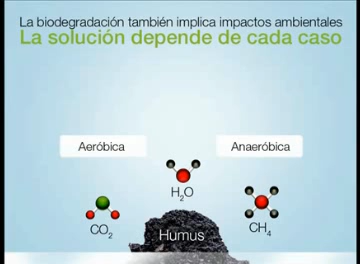 La biodegradación también implica impactos ambientales
La solución depende de cada caso
Aeróbica
Anaeróbica
H2O
CO2
Humus
CH4